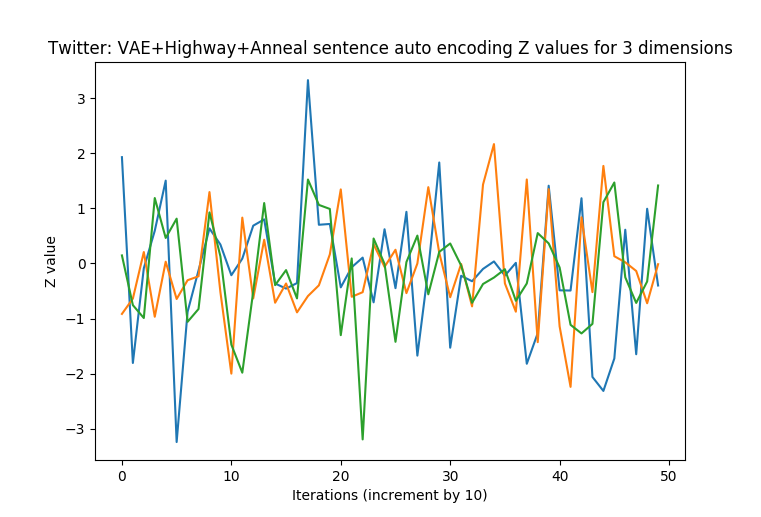 Twitter: VAE+Highway+Anneal sentence auto encoding Z values for 3 dimensions
3
2
1
0
−1
−2
−3
Z value
0 10 20 30 40 50
Iterations (increment by 10)